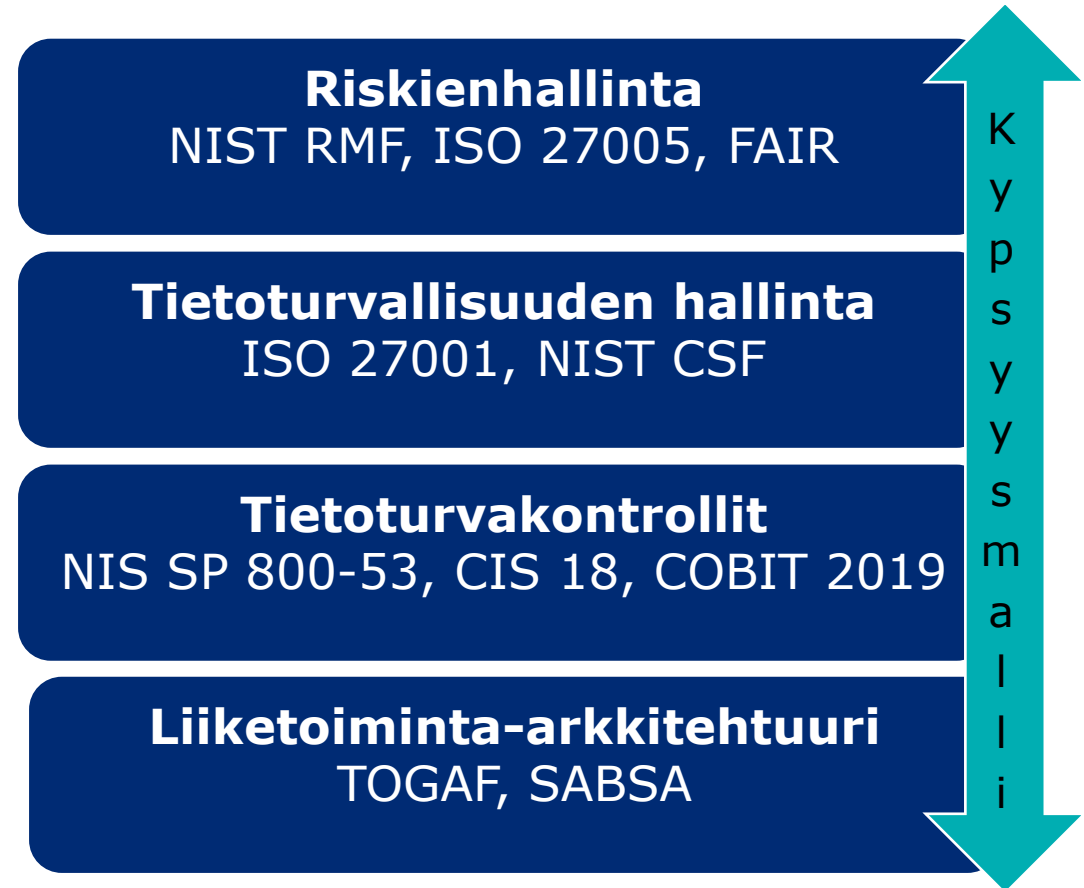 Riskienhallinta
NIST RMF, ISO 27005, FAIR
Tietoturvallisuuden hallinta
ISO 27001, NIST CSF
Tietoturvakontrollit
NIS SP 800-53, CIS 18, COBIT 2019
Liiketoiminta-arkkitehtuuri
TOGAF, SABSA
Kypsyysmalli